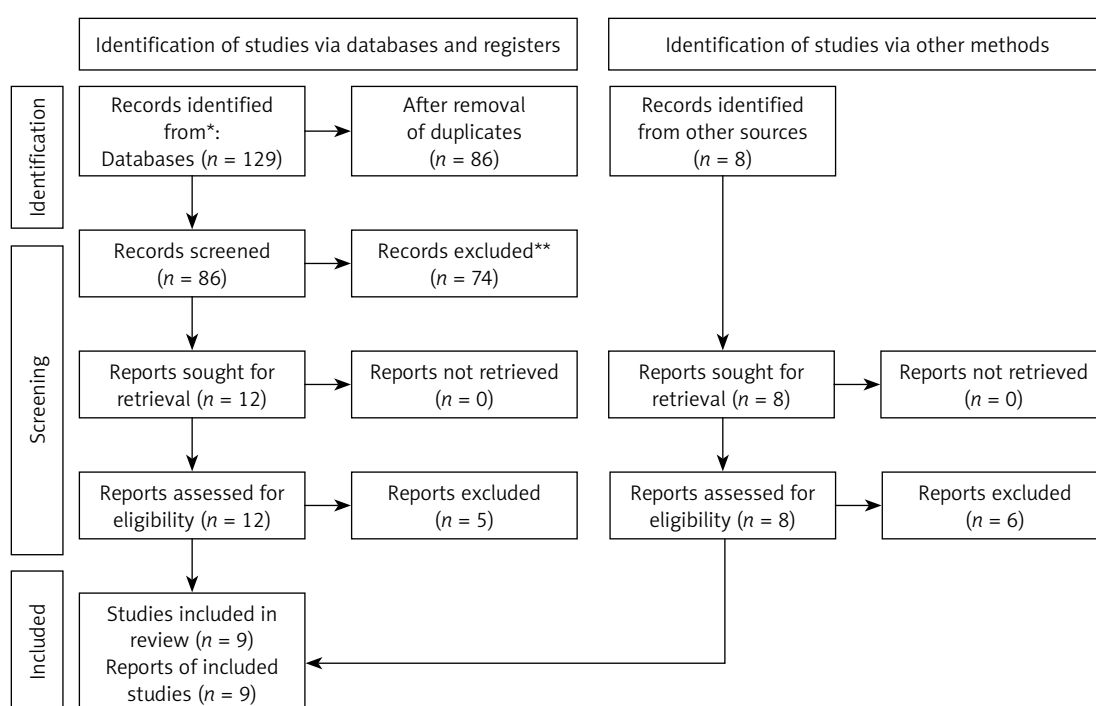 Identification of studies via databases and registers
Identification of studies via other methods
Identification
Records identified
from*:
Databases (n = 129)
After removal
of duplicates
(n = 86)
Records identified
from other sources
(n = 8)
Screening
Records screened
(n = 86)
Records excluded**
(n = 74)
Reports sought for
retrieval (n = 12)
Reports not retrieved
(n = 0)
Reports sought for
retrieval (n = 8)
Reports not retrieved
(n = 0)
Reports assessed for
eligibility (n = 12)
Reports excluded
(n = 5)
Reports assessed for
eligibility (n = 8)
Reports excluded
(n = 6)
Included
Studies included in
review (n = 9)
Reports of included
studies (n = 9)